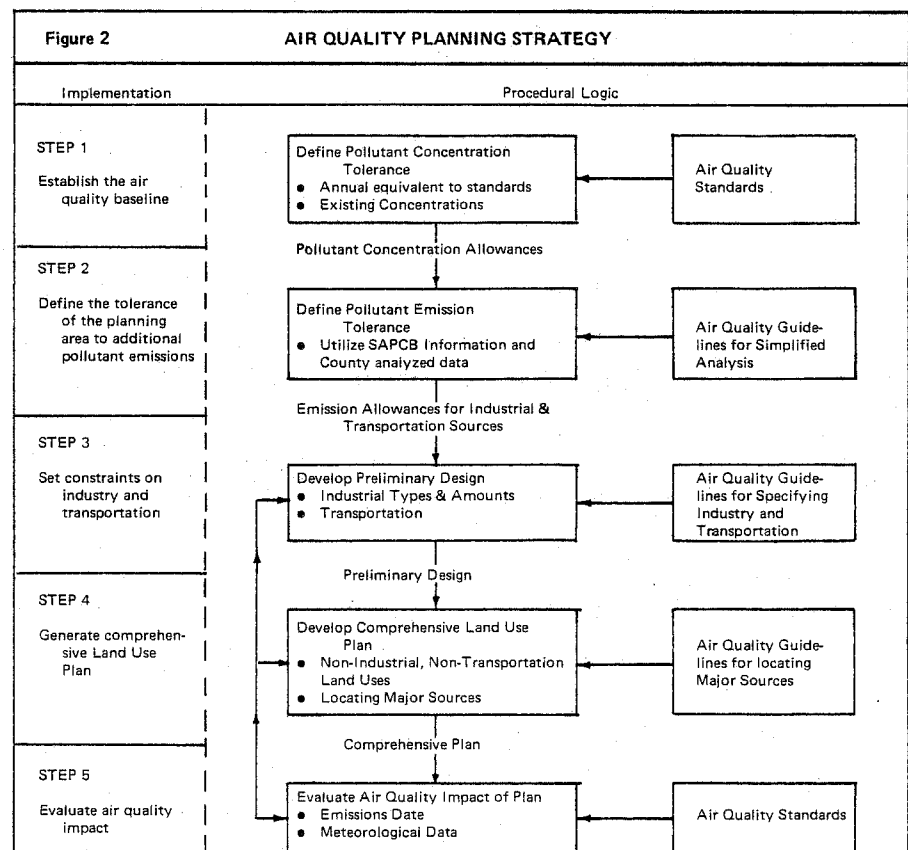 Figure 2
AIR QUALITY PLANNING STRATEGY
Implementation
Procedural Logic
STEP 1
Establish the air
quality baseline
Define Pollutant Concentration
Tolerance
● Annual equivalent to standards
● Existing Concentrations
Air Quality
Standards
Pollutant Concentration Allowances
STEP 2
Define the tolerance
of the planning
area to additional
pollutant emissions
Define Pollutant Emission
Tolerance
● Utilize SAPCB Information and
County analyzed data
Air Quality Guide-
lines for Simplified
Analysis
Emission Allowances for Industrial &
Transportation Sources
STEP 3
Set constraints on
industry and
transportation
Develop Preliminary Design
● Industrial Types & Amounts
● Transportation
Air Quality Guide-
lines for Specifying
Industry and
Transportation
Preliminary Design
STEP 4
Generate comprehen-
sive Land Use
Plan
Develop Comprehensive Land Use
Plan
● Non-Industrial, Non-Transportation
Land Uses
● Locating Major Sources
Air Quality Guide-
lines for locating
Major Sources
Comprehensive Plan
STEP 5
Evaluate air quality
impact
Evaluate Air Quality Impact of Plan
● Emissions Date
● Meteorological Data
Air Quality Standards